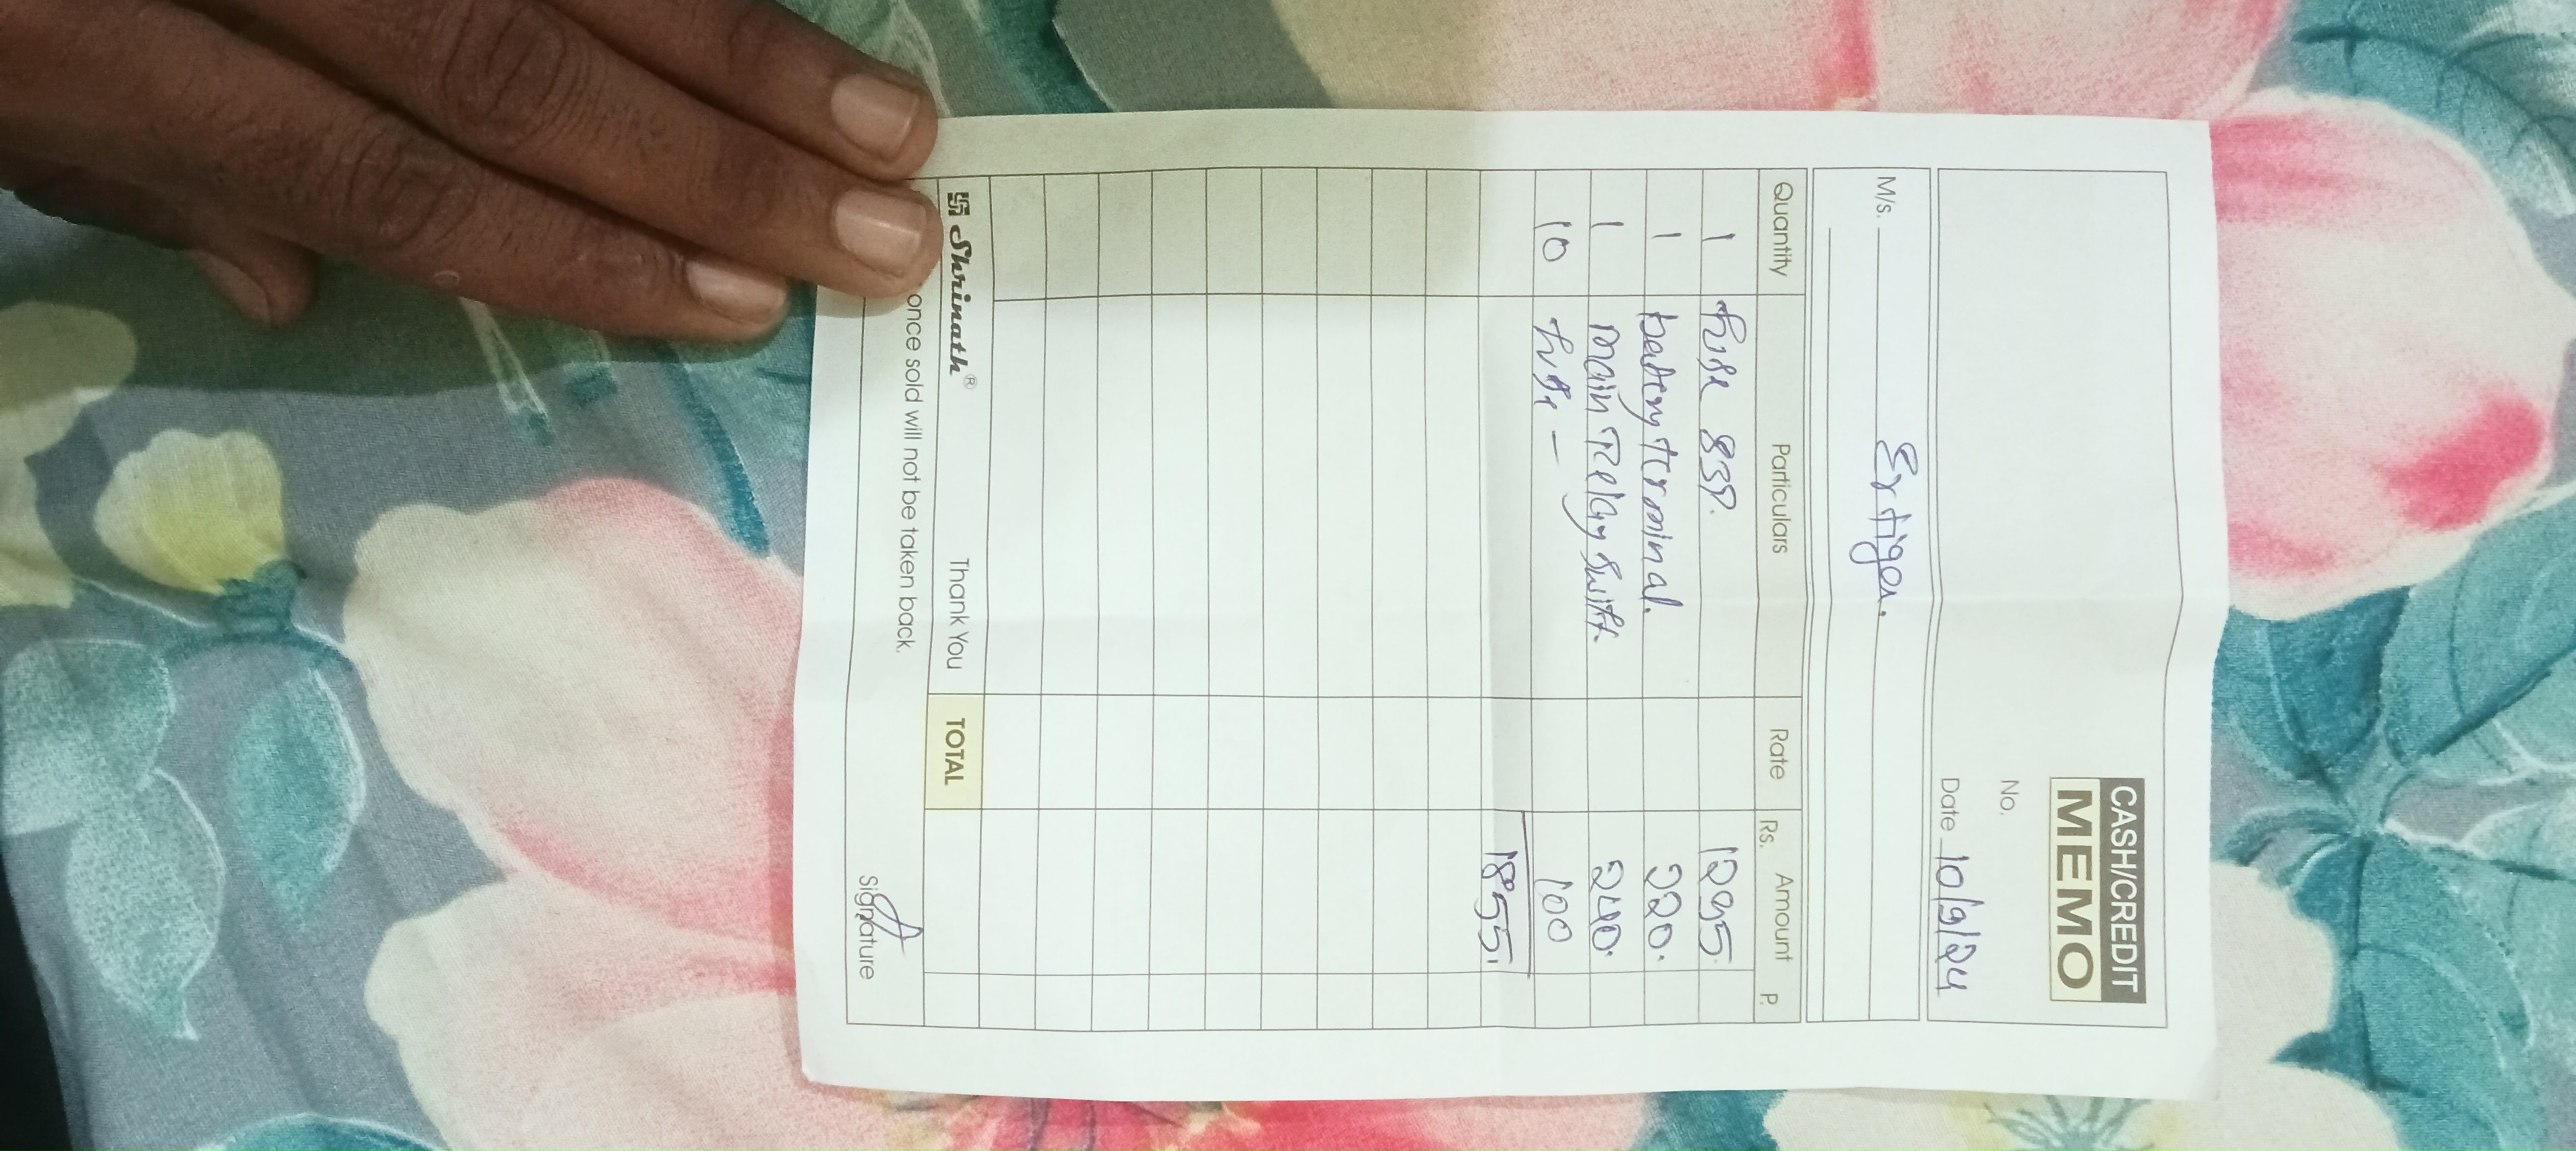 CASH/CREDIT
MEMO
No.
Date 10/9/24
M/s. Ertiga.
Quantity Particulars Rate Amount
Rs. P.
1 fuse 1295
1 battery terminal. 220.
1 main Relay Swift. 240.
10 fuse – 100
1855.
Shrinath ® Thank You TOTAL
once sold will not be taken back.
Signature